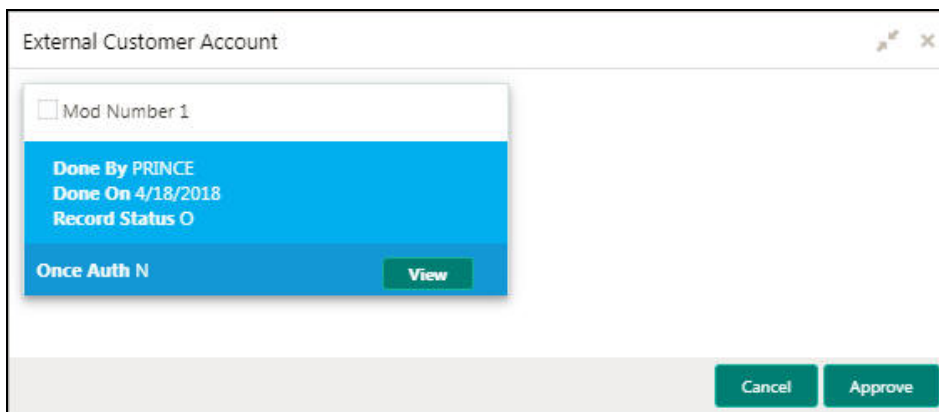 External Customer Account
Mod Number 1
Done By PRINCE
Done On 4/18/2018
Record Status O
Once Auth N
View
Cancel
Approve